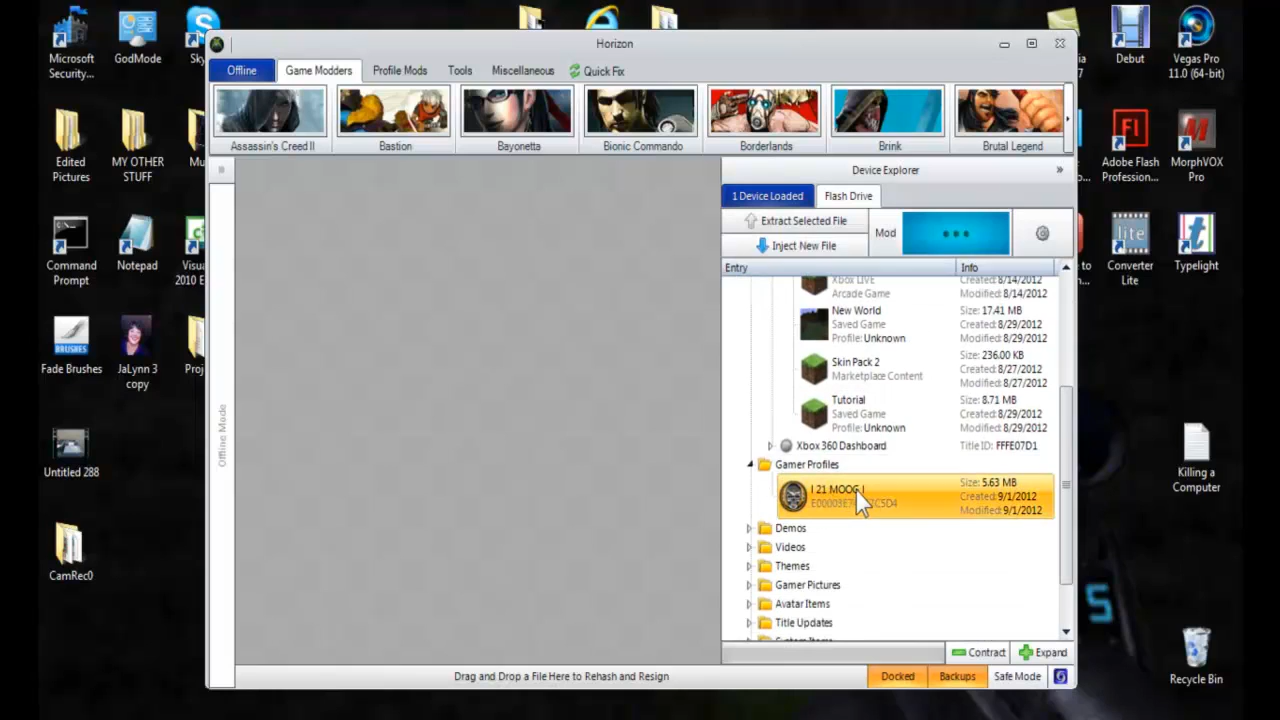 Horizon
Offline
Game Modders
Profile Mods
Tools
Miscellaneous
Quick Fix
Assassin's Creed II
Bastion
Bayonetta
Bionic Commando
Borderlands
Brink
Brutal Legend
Device Explorer
1 Device Loaded
Flash Drive
Extract Selected File
Inject New File
Mod
Entry
Info
Xbox LIVE
Arcade Game
Created: 8/14/2012
Modified: 8/14/2012
New World
Saved Game
Profile: Unknown
Size: 17.41 MB
Created: 8/29/2012
Modified: 8/29/2012
Skin Pack 2
Marketplace Content
Size: 236.00 KB
Created: 8/27/2012
Modified: 8/27/2012
Tutorial
Saved Game
Profile: Unknown
Size: 8.71 MB
Created: 8/29/2012
Modified: 8/29/2012
Xbox 360 Dashboard
Title ID: FFFE07D1
Gamer Profiles
I 21 MOOG I
Size: 5.63 MB
Created: 9/1/2012
Modified: 9/1/2012
Demos
Videos
Themes
Gamer Pictures
Avatar Items
Title Updates
Contract
Expand
Offline Mode
Drag and Drop a File Here to Rehash and Resign
Docked
Backups
Safe Mode
Microsoft
Security...
GodMode
Sky
Edited
Pictures
MY OTHER
STUFF
Mu
Command
Prompt
Notepad
Visu
2010 E
Fade Brushes
JaLynn 3
copy
Proj
Untitled 288
CamRec0
Debut
Vegas Pro
11.0 (64-bit)
Adobe Flash
Profession...
MorphVOX
Pro
Converter
Lite
Typelight
Killing a
Computer
Recycle Bin